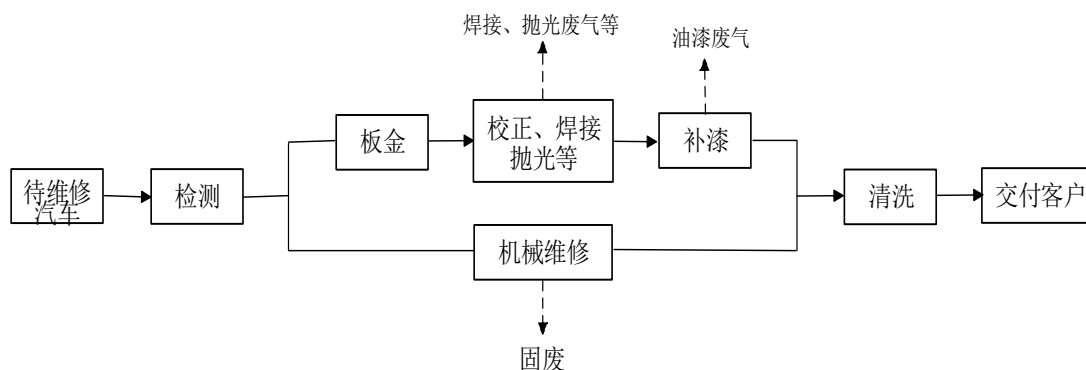 焊接、抛光废气等
油漆废气
板金
校正、焊接
抛光等
补漆
待维修
汽车
检测
清洗
交付客户
机械维修
固废